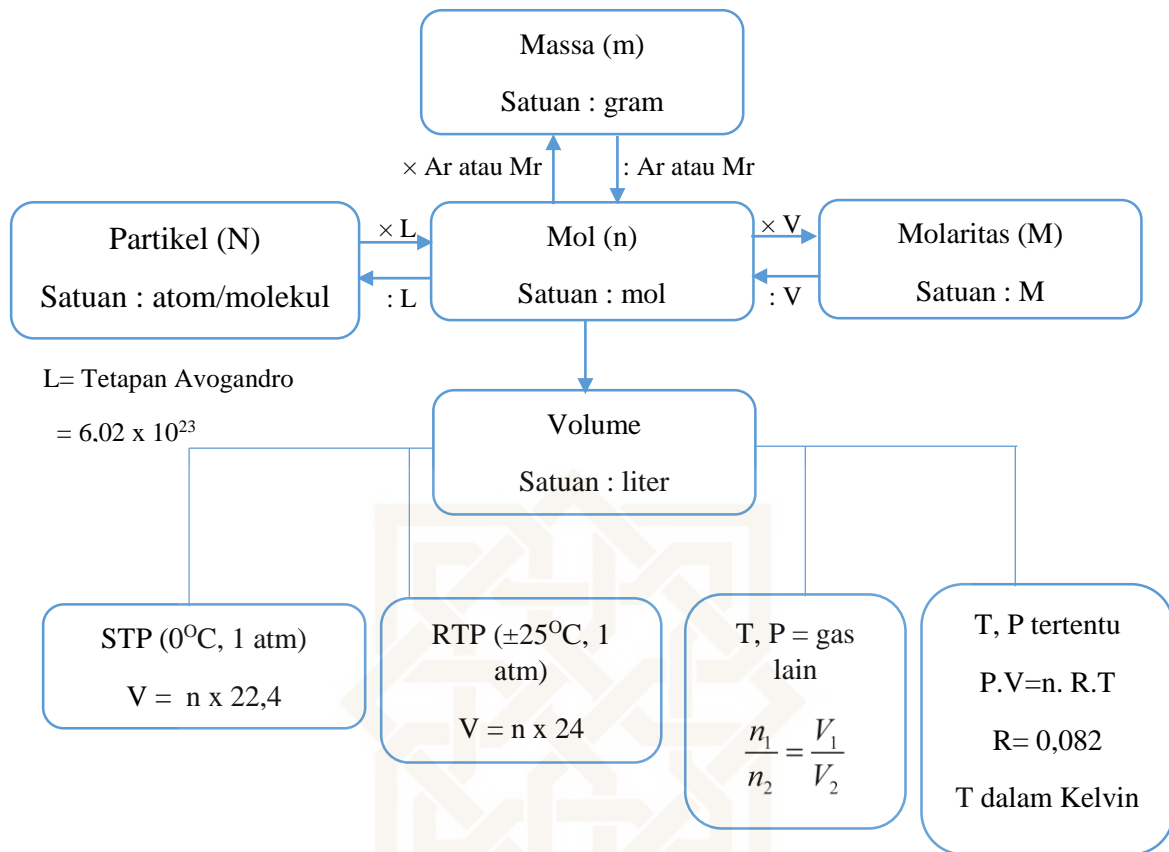 Massa (m)
Satuan : gram
× Ar atau Mr
: Ar atau Mr
Partikel (N)
Satuan : atom/molekul
× L
: L
Mol (n)
Satuan : mol
× V
: V
Molaritas (M)
Satuan : M
L= Tetapan Avogandro
= 6,02 x 10²³
Volume
Satuan : liter
STP (0ᴼC, 1 atm)
V = n x 22,4
RTP (±25ᴼC, 1
atm)
V = n x 24
T, P = gas
lain
n₁/n₂ = V₁/V₂
T, P tertentu
P.V=n. R.T
R= 0,082
T dalam Kelvin